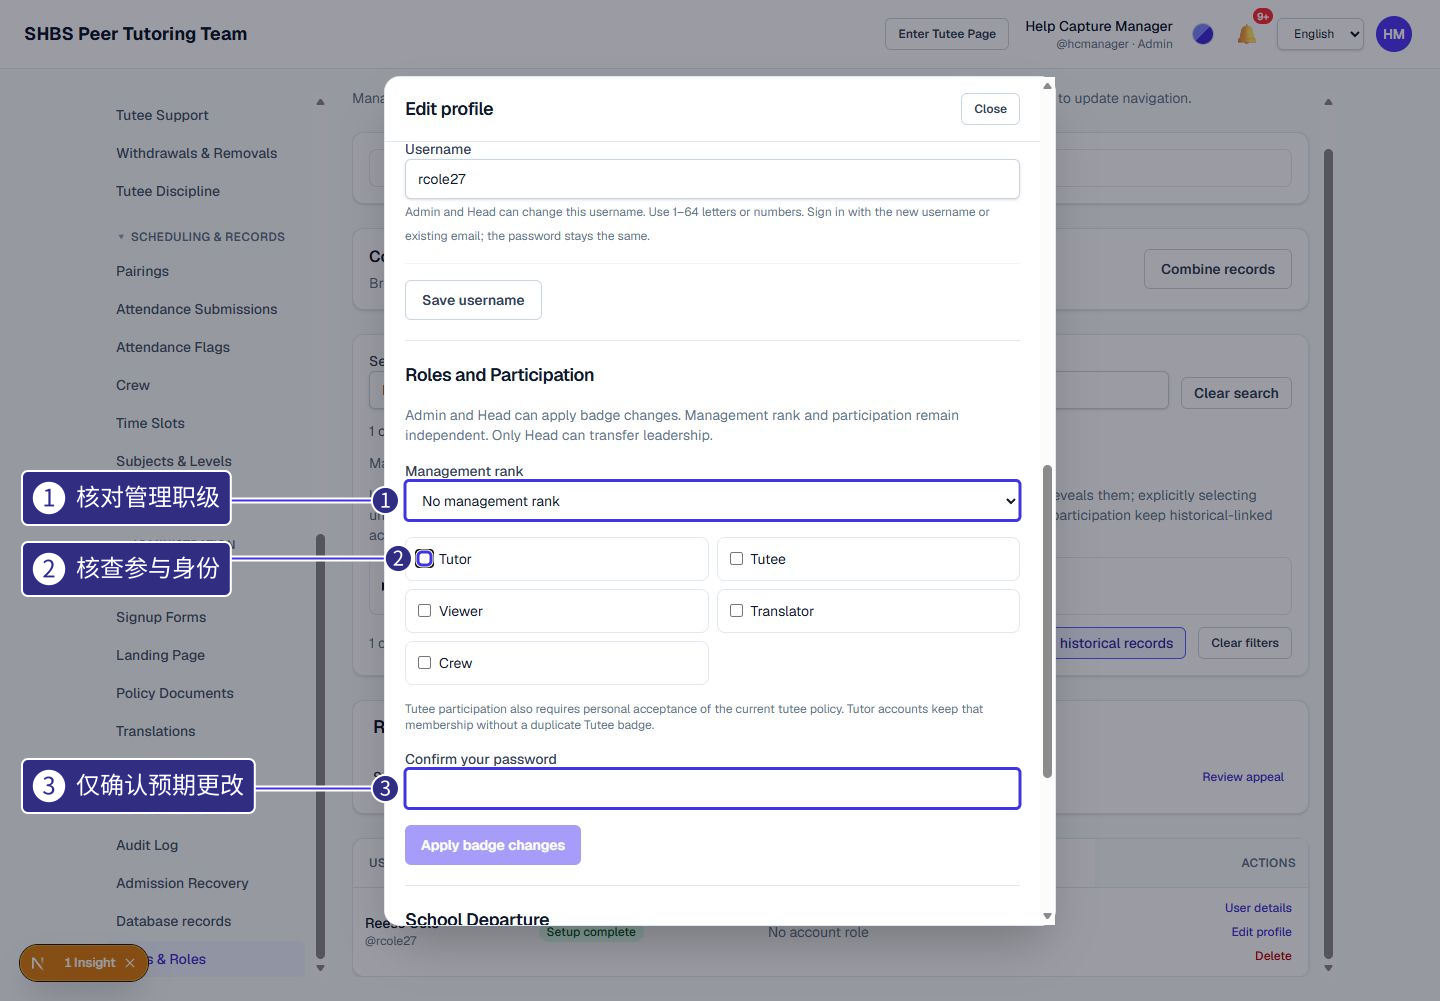 SHBS Peer Tutoring Team
Enter Tutee Page
Help Capture Manager
@hcmanager · Admin
9+
English
HM
Tutee Support
Withdrawals & Removals
Tutee Discipline
SCHEDULING & RECORDS
Pairings
Attendance Submissions
Attendance Flags
Crew
Time Slots
Subjects & Levels
Signup Forms
Landing Page
Policy Documents
Translations
Audit Log
Admission Recovery
Database records
s & Roles
1 Insight
to update navigation.
Combine records
Clear search
eveals them; explicitly selecting
articipation keep historical-linked
historical records
Clear filters
Review appeal
ACTIONS
@rcole27
Setup complete
No account role
User details
Edit profile
Delete
Edit profile
Close
Username
rcole27
Admin and Head can change this username. Use 1–64 letters or numbers. Sign in with the new username or
existing email; the password stays the same.
Save username
Roles and Participation
Admin and Head can apply badge changes. Management rank and participation remain
independent. Only Head can transfer leadership.
Management rank
No management rank
Tutor
Tutee
Viewer
Translator
Crew
Tutee participation also requires personal acceptance of the current tutee policy. Tutor accounts keep that
membership without a duplicate Tutee badge.
Confirm your password
Apply badge changes
School Departure
1 核对管理职级
1
2 核查参与身份
2
3 仅确认预期更改
3